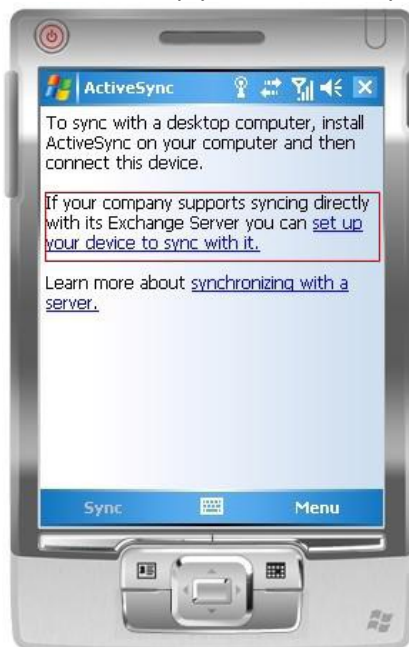 ActiveSync
To sync with a desktop computer, install
ActiveSync on your computer and then
connect this device.
If your company supports syncing directly
with its Exchange Server you can set up
your device to sync with it.
Learn more about synchronizing with a
server.
Sync Menu